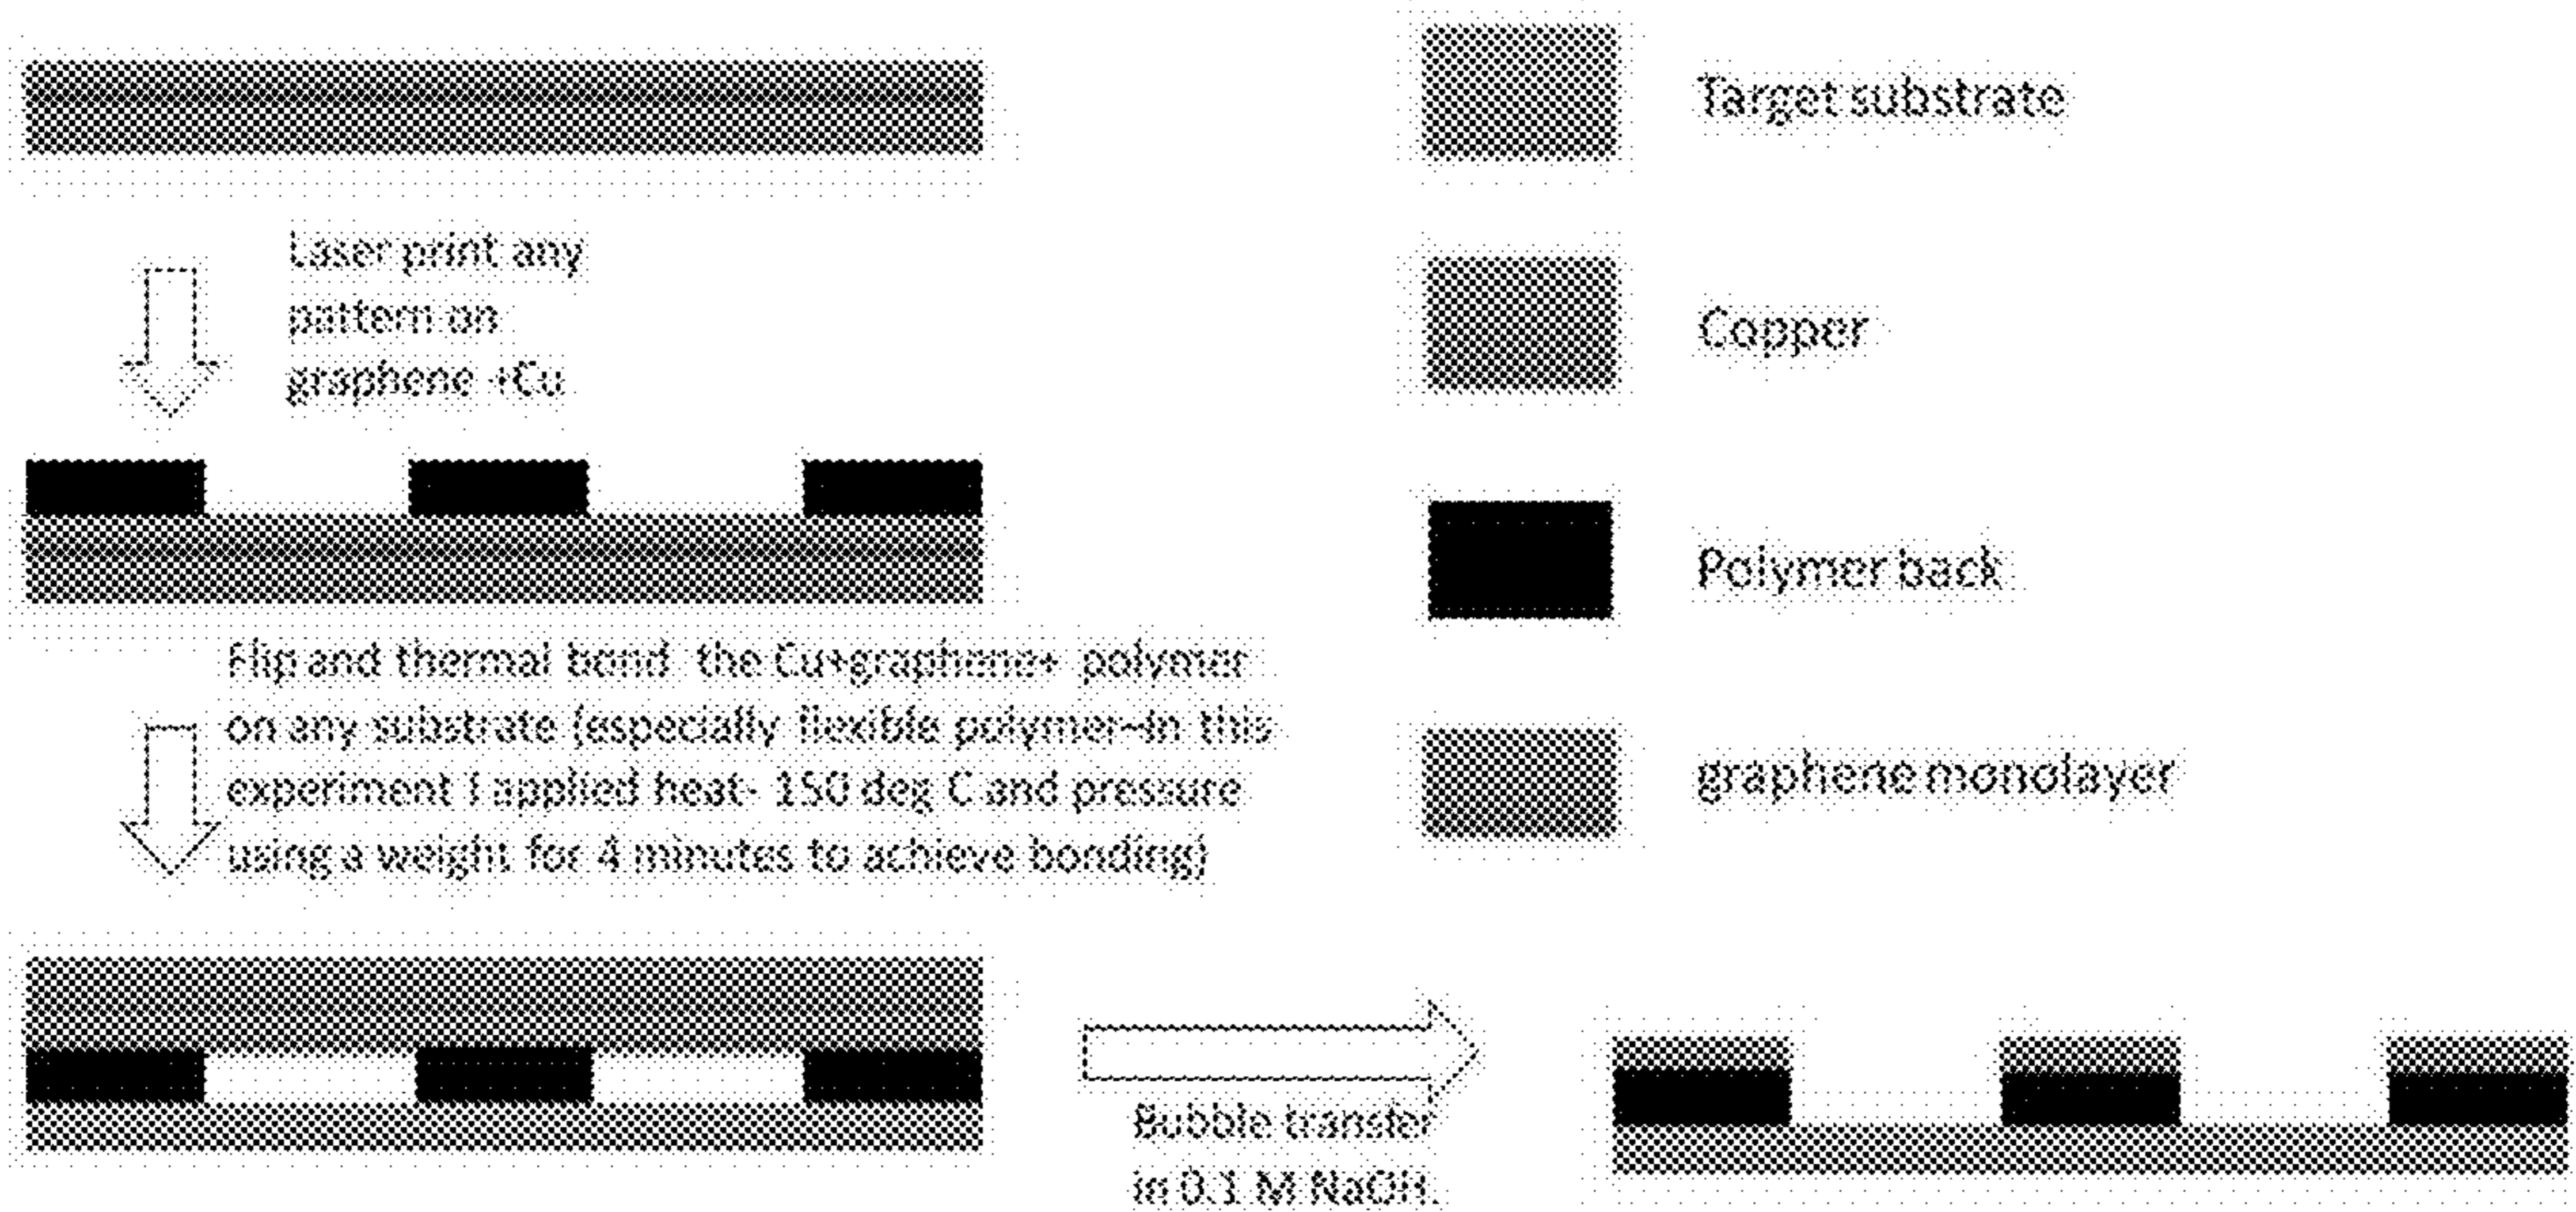 Target substrate
Laser print any
pattern on
graphene +Cu
Copper
Polymer back
Flip and thermal bond the Cu+graphene+ polymer
on any substrate (especially flexible polymer–in this
experiment I applied heat- 150 deg C and pressure
using a weight for 4 minutes to achieve bonding)
graphene monolayer
Bubble transfer
in 0.1 M NaOH